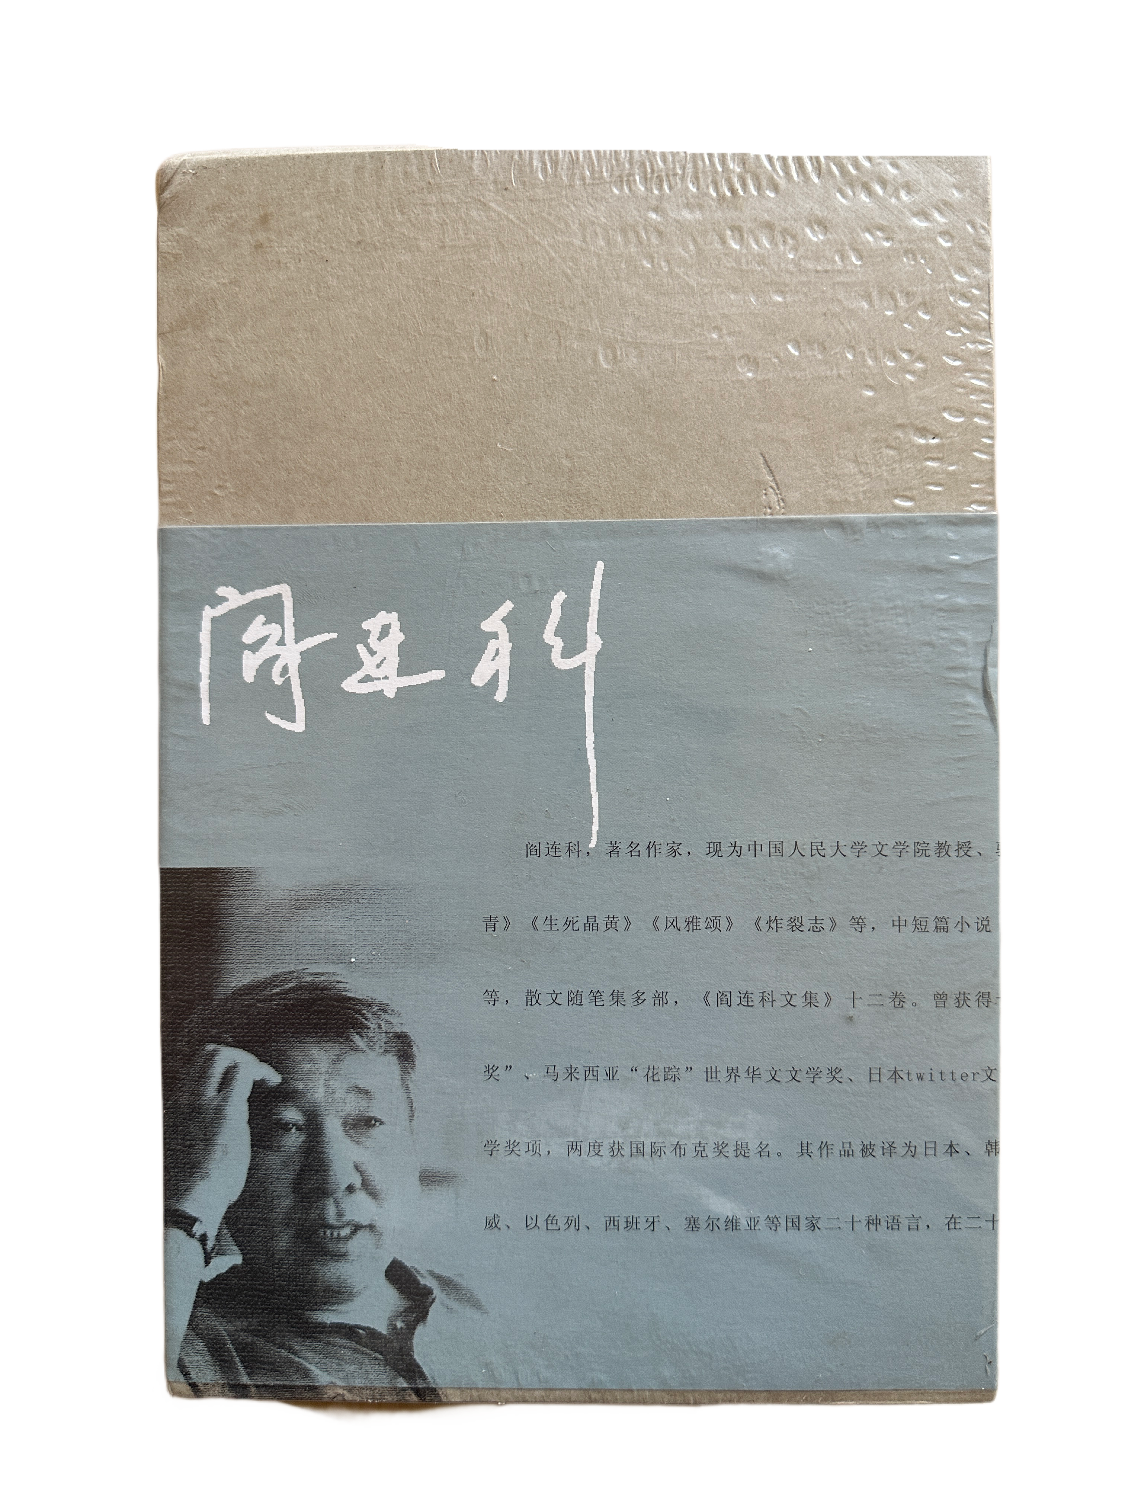 阎连科
阎连科，著名作家，现为中国人民大学文学院教授、
青》《生死晶黄》《风雅颂》《炸裂志》等，中短篇小说
等，散文随笔集多部，《阎连科文集》十二卷。曾获得
奖”、马来西亚“花踪”世界华文文学奖、日本twitter文
学奖项，两度获国际布克奖提名。其作品被译为日本、韩
威、以色列、西班牙、塞尔维亚等国家二十种语言，在二十